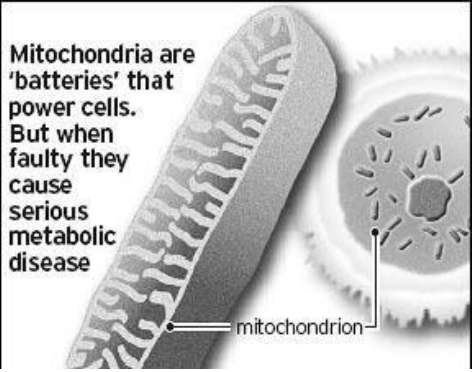 Mitochondria are
‘batteries’ that
power cells.
But when
faulty they
cause
serious
metabolic
disease
mitochondrion